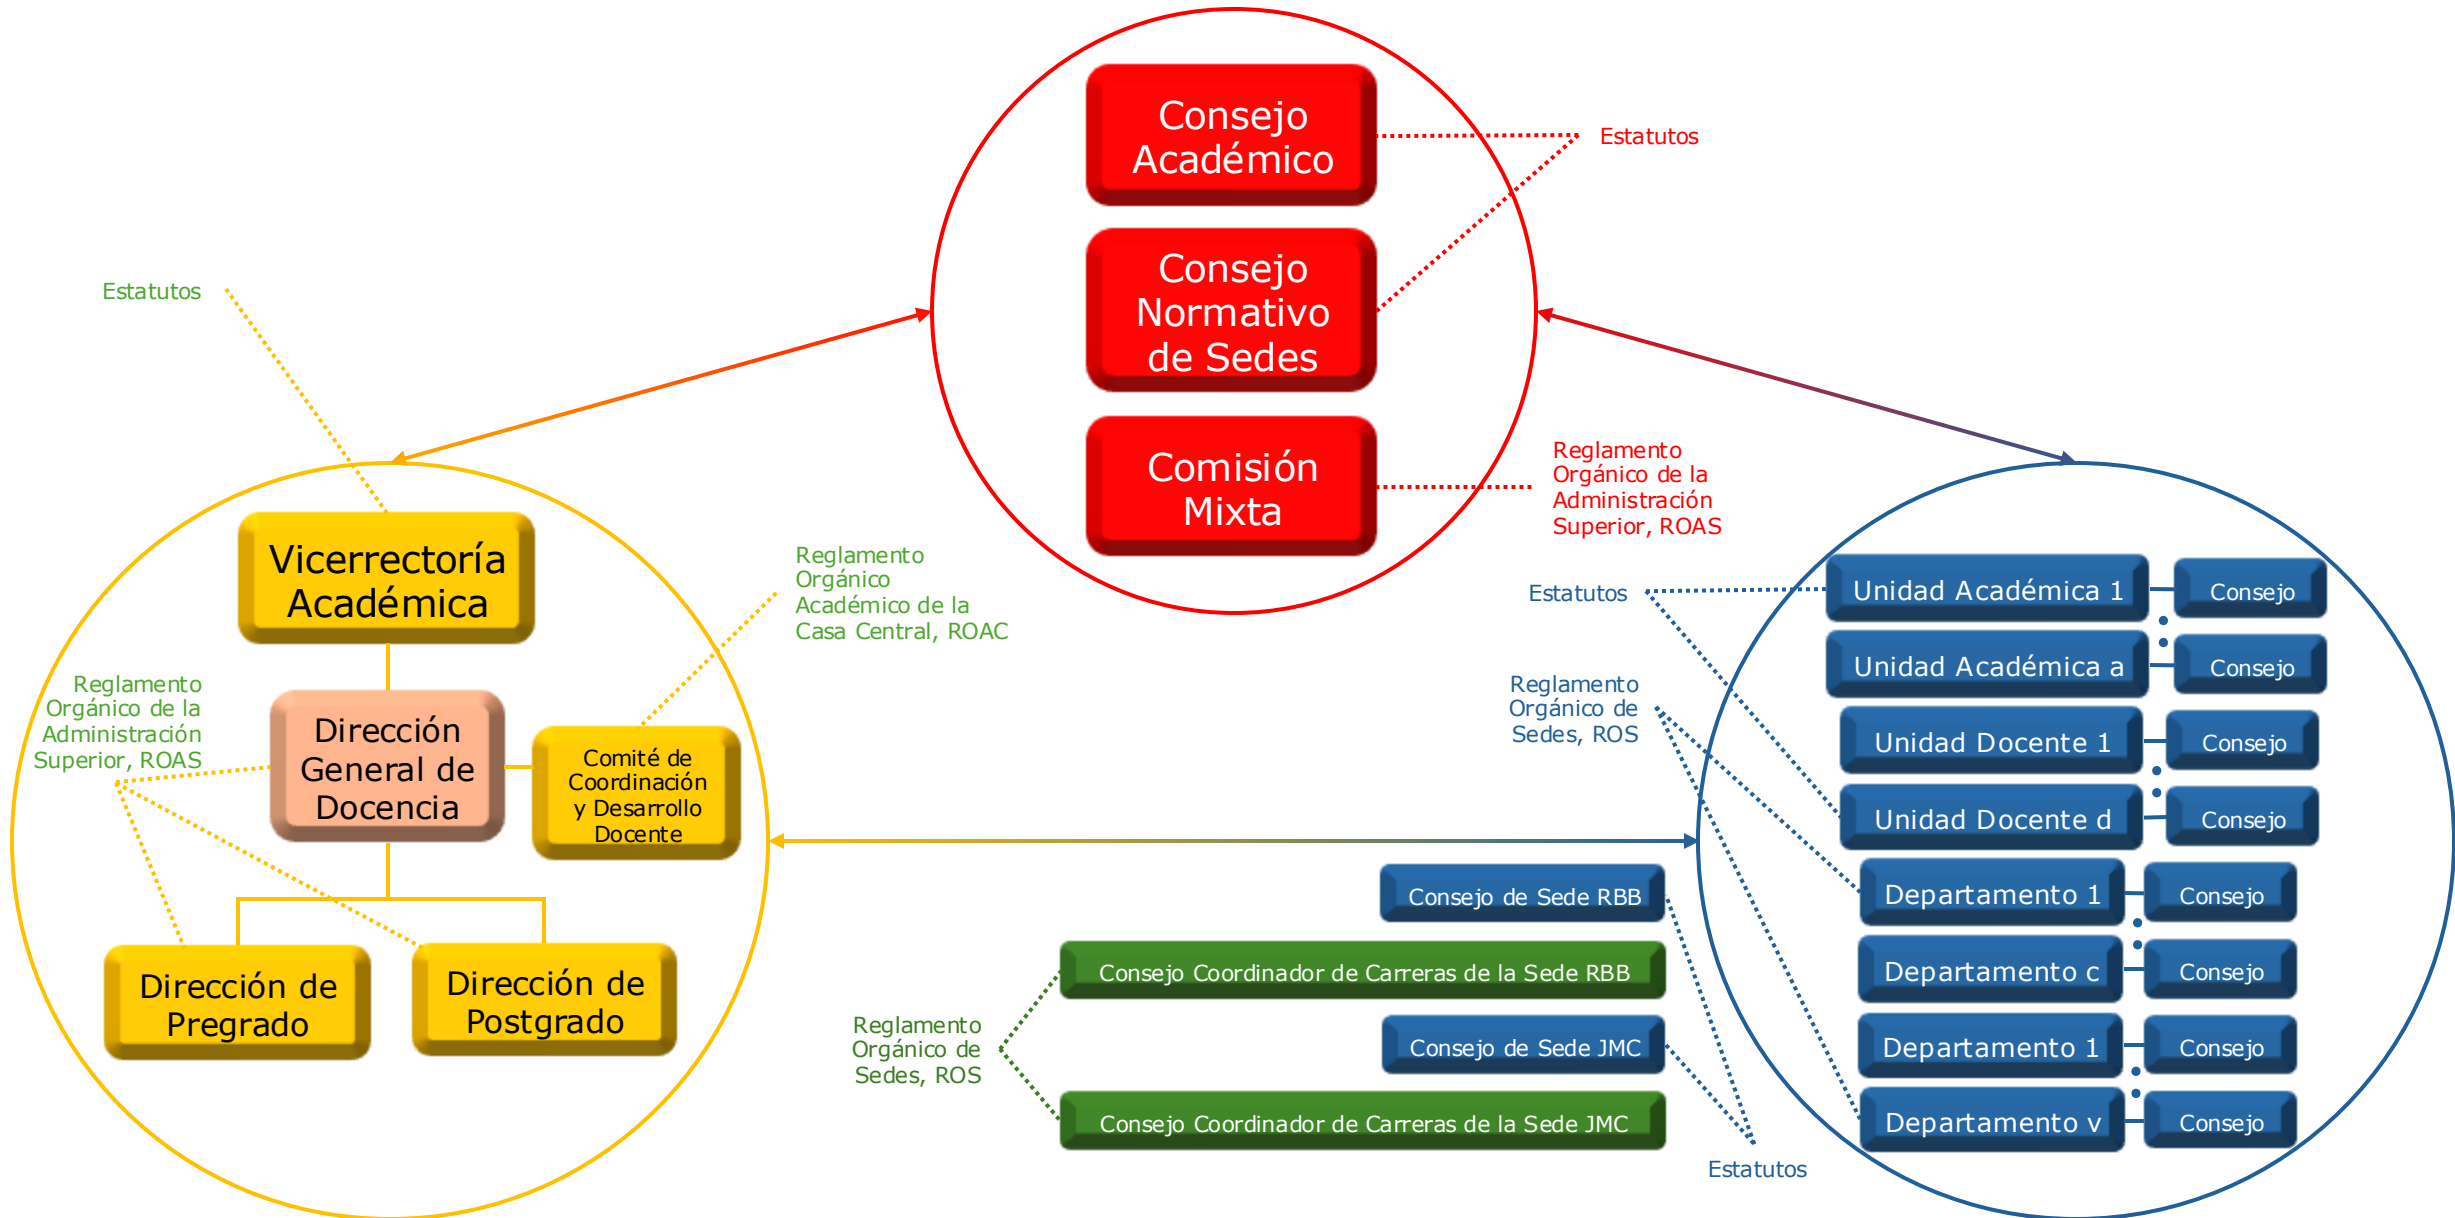 Consejo
Académico
Estatutos
Consejo
Normativo
de Sedes
Comisión
Mixta
Reglamento
Orgánico de la
Administración
Superior, ROAS
Estatutos
Vicerrectoría
Académica
Reglamento
Orgánico
Académico de la
Casa Central, ROAC
Reglamento
Orgánico de la
Administración
Superior, ROAS
Dirección
General de
Docencia
Comité de
Coordinación
y Desarrollo
Docente
Dirección de
Pregrado
Dirección de
Postgrado
Estatutos
Unidad Académica 1
Consejo
Unidad Académica a
Consejo
Reglamento
Orgánico de
Sedes, ROS
Unidad Docente 1
Consejo
Unidad Docente d
Consejo
Departamento 1
Consejo
Departamento c
Consejo
Departamento 1
Consejo
Departamento v
Consejo
Consejo de Sede RBB
Consejo Coordinador de Carreras de la Sede RBB
Reglamento
Orgánico de
Sedes, ROS
Consejo de Sede JMC
Consejo Coordinador de Carreras de la Sede JMC
Estatutos